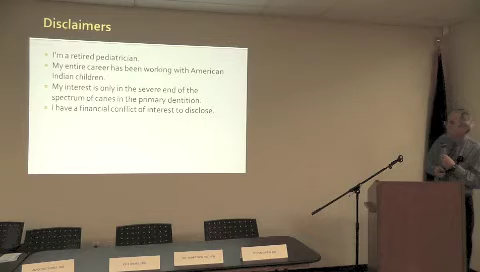 Disclaimers
I'm a retired pediatrician.
My entire career has been working with American
Indian children.
My interest is only in the severe end of the
spectrum of caries in the primary dentition.
I have a financial conflict of interest to disclose.